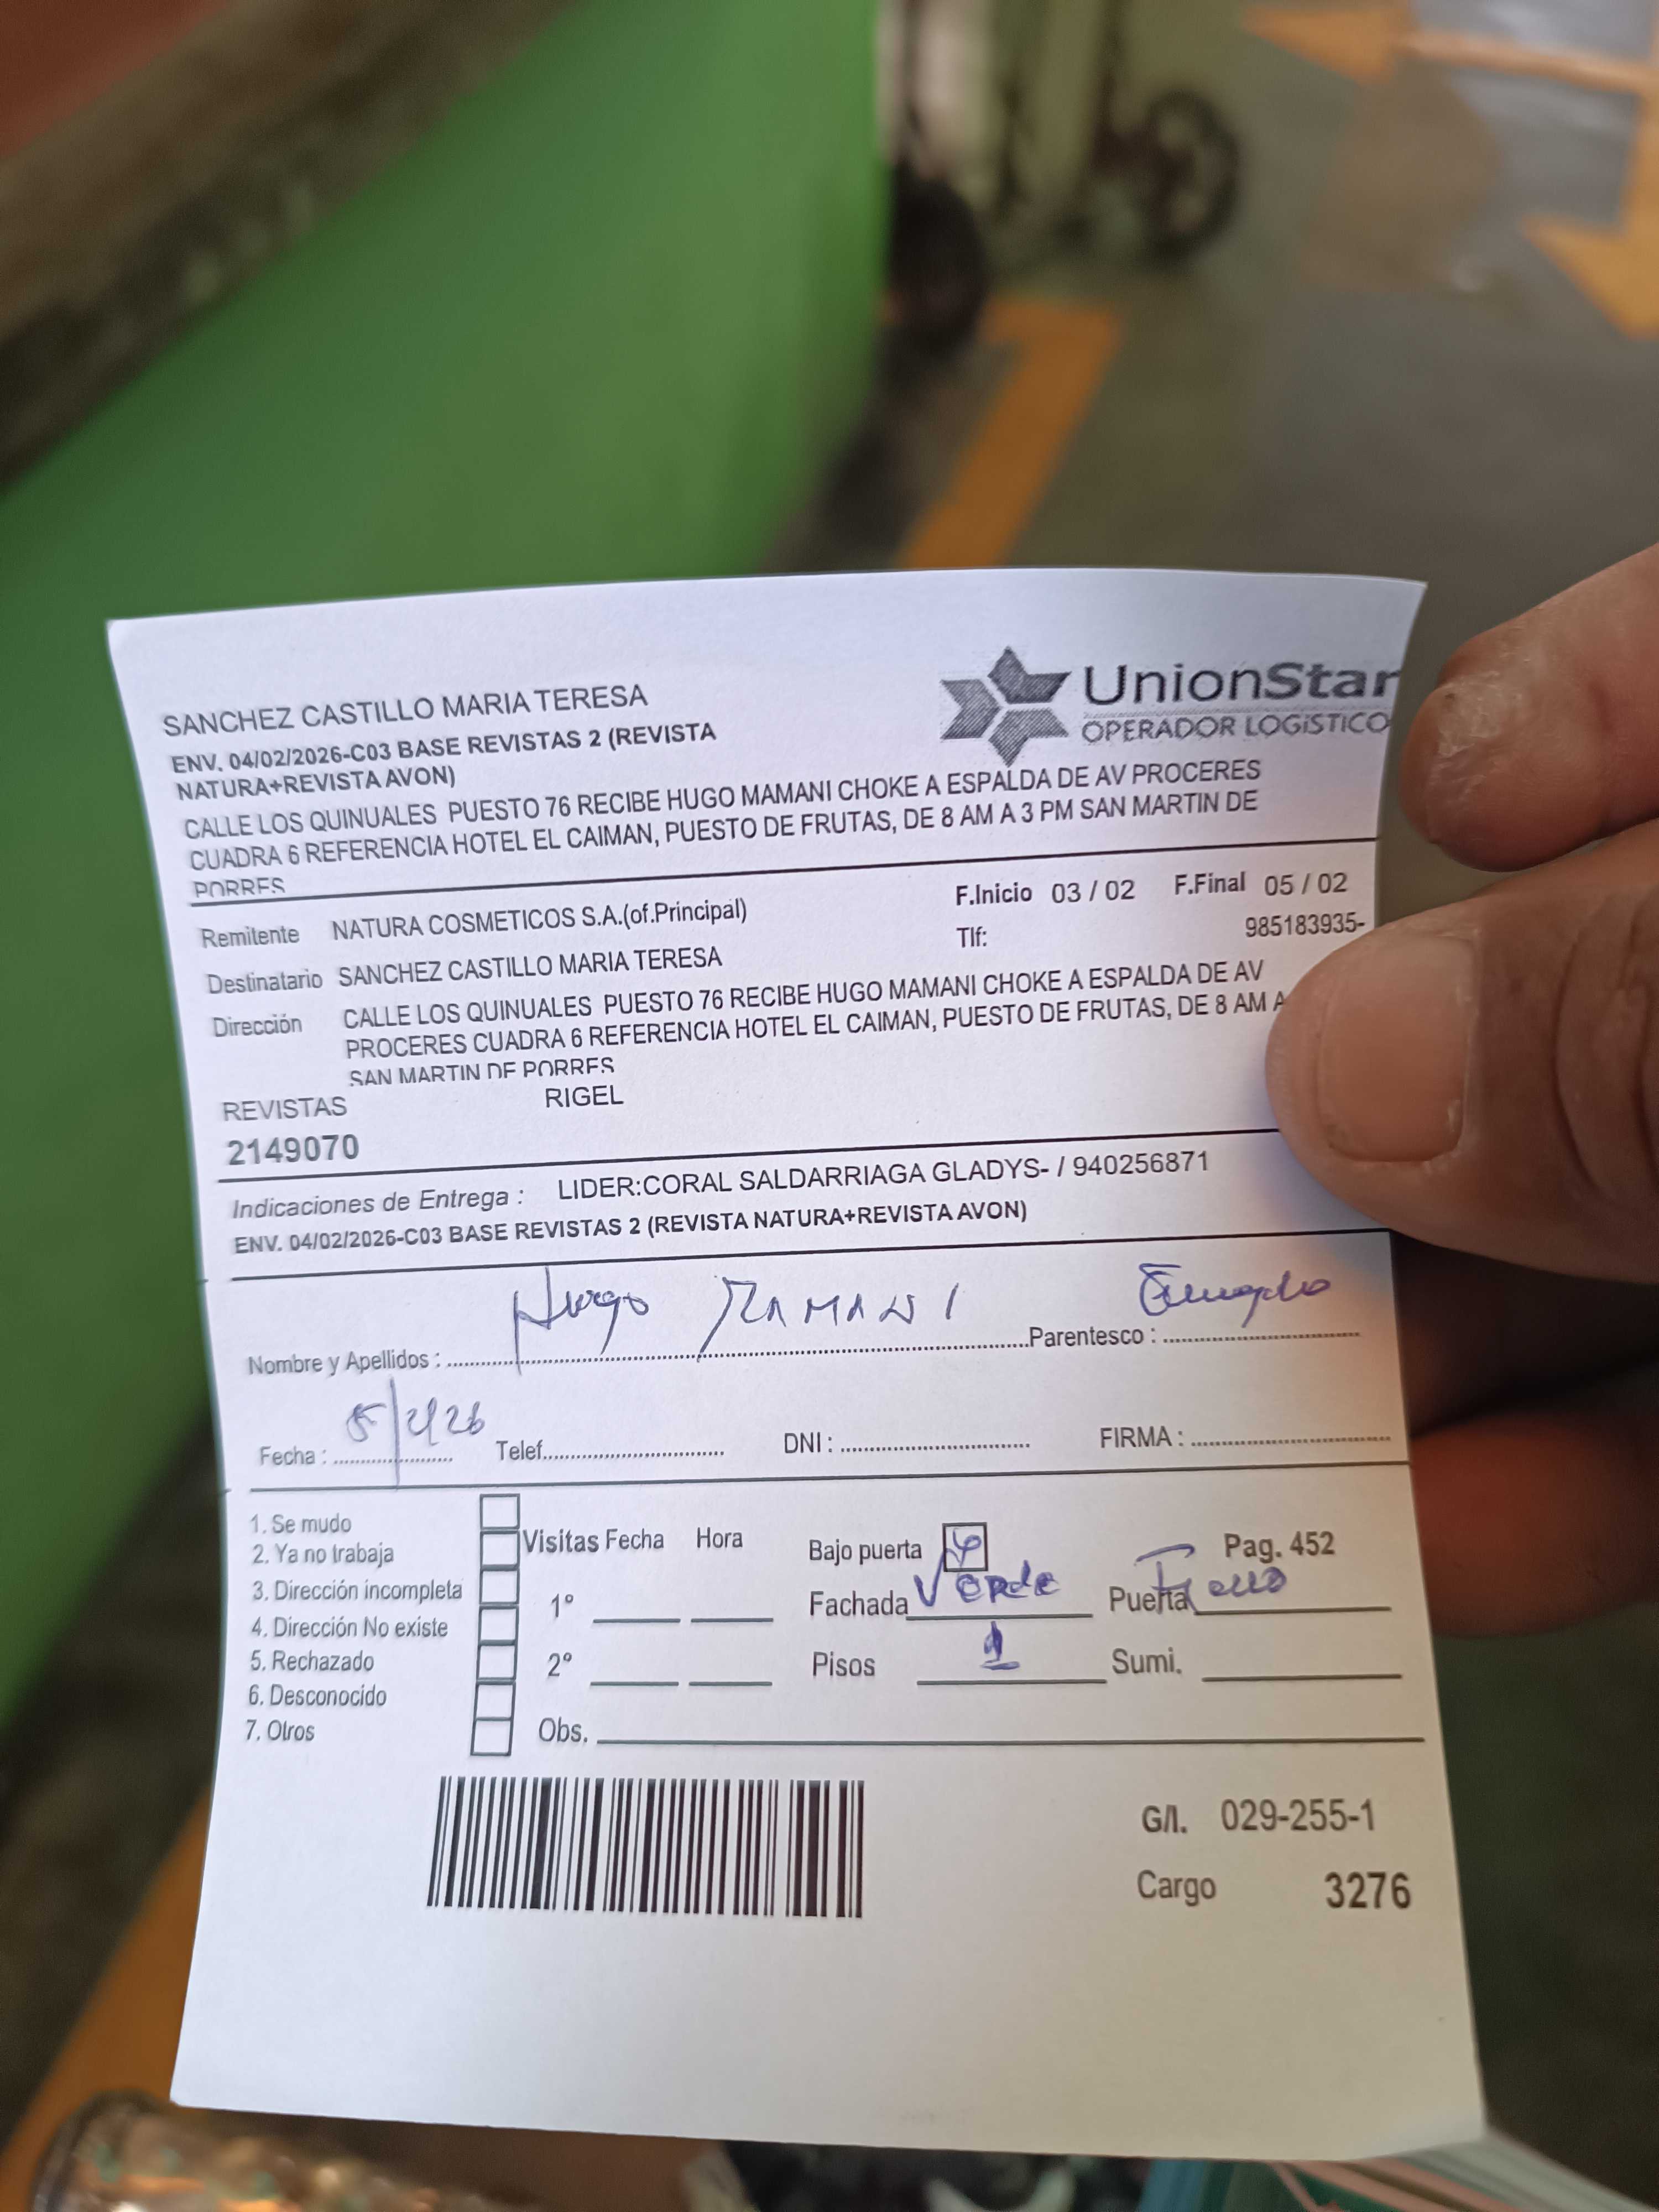 UnionStar
OPERADOR LOGíSTICO
SANCHEZ CASTILLO MARIA TERESA
ENV. 04/02/2026-C03 BASE REVISTAS 2 (REVISTA
NATURA+REVISTA AVON)
CALLE LOS QUINUALES PUESTO 76 RECIBE HUGO MAMANI CHOKE A ESPALDA DE AV PROCERES
CUADRA 6 REFERENCIA HOTEL EL CAIMAN, PUESTO DE FRUTAS, DE 8 AM A 3 PM SAN MARTIN DE
PORRES
Remitente NATURA COSMETICOS S.A.(of.Principal) F.Inicio 03 / 02 F.Final 05 / 02
Tlf: 985183935-
Destinatario SANCHEZ CASTILLO MARIA TERESA
Dirección CALLE LOS QUINUALES PUESTO 76 RECIBE HUGO MAMANI CHOKE A ESPALDA DE AV
PROCERES CUADRA 6 REFERENCIA HOTEL EL CAIMAN, PUESTO DE FRUTAS, DE 8 AM A
SAN MARTIN DE PORRES
REVISTAS RIGEL
2149070
Indicaciones de Entrega : LIDER:CORAL SALDARRIAGA GLADYS- / 940256871
ENV. 04/02/2026-C03 BASE REVISTAS 2 (REVISTA NATURA+REVISTA AVON)
Nombre y Apellidos : Hugo MAMANI Parentesco :
Fecha : 5/2/26 Telef. DNI : FIRMA :
1. Se mudo
2. Ya no trabaja
3. Dirección incompleta
4. Dirección No existe
5. Rechazado
6. Desconocido
7. Otros
Visitas Fecha Hora
1°
2°
Obs.
Bajo puerta Pag. 452
Fachada Verde Puerta
Pisos 1 Sumi.
G/I. 029-255-1
Cargo 3276